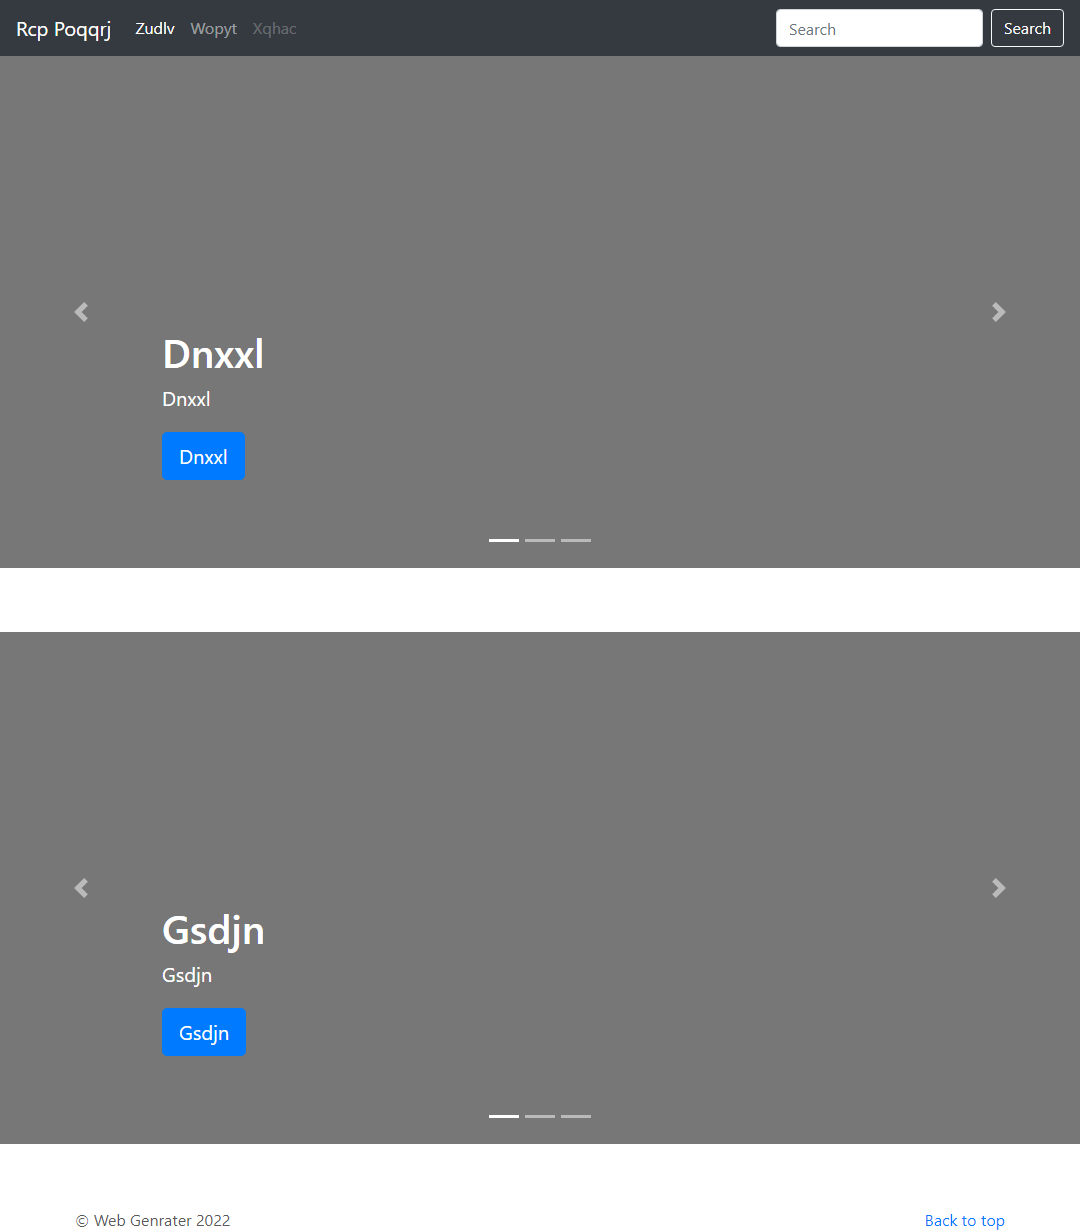 Rcp Poqqrj Zudlv Wopyt Xqhac Search Search
Dnxxl
Dnxxl
Dnxxl
Gsdjn
Gsdjn
Gsdjn
© Web Genrater 2022 Back to top